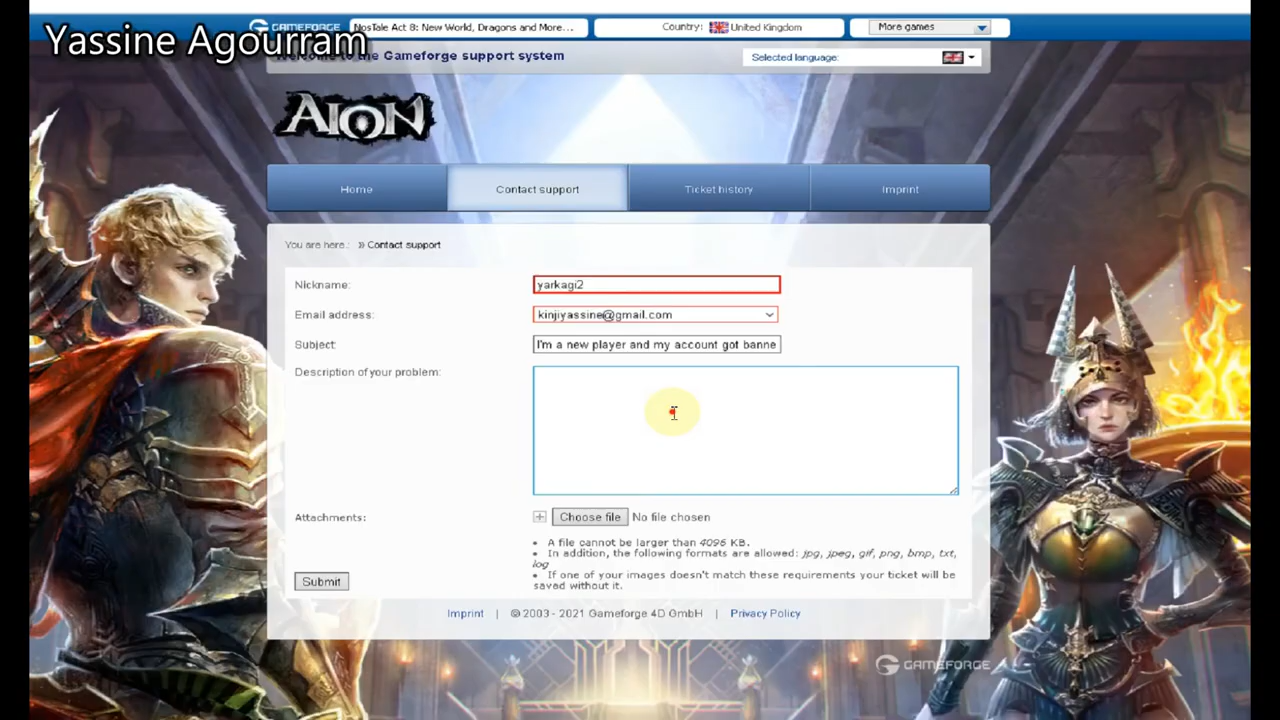 GAMEFORGE
NosTale Act 8: New World, Dragons and More...
Country: United Kingdom
More games
Yassine Agourram
to the Gameforge support system
Selected language:
AION
Home
Contact support
Ticket history
Imprint
You are here: » Contact support
Nickname:
yarkagi2
Email address:
kinjiyassine@gmail.com
Subject:
I'm a new player and my account got banne
Description of your problem:
Attachments:
Choose file No file chosen
• A file cannot be larger than 4096 KB.
• In addition, the following formats are allowed: jpg, jpeg, gif, png, bmp, txt,
log
• If one of your images doesn't match these requirements your ticket will be
saved without it.
Submit
Imprint | © 2003 - 2021 Gameforge 4D GmbH | Privacy Policy
GAMEFORGE